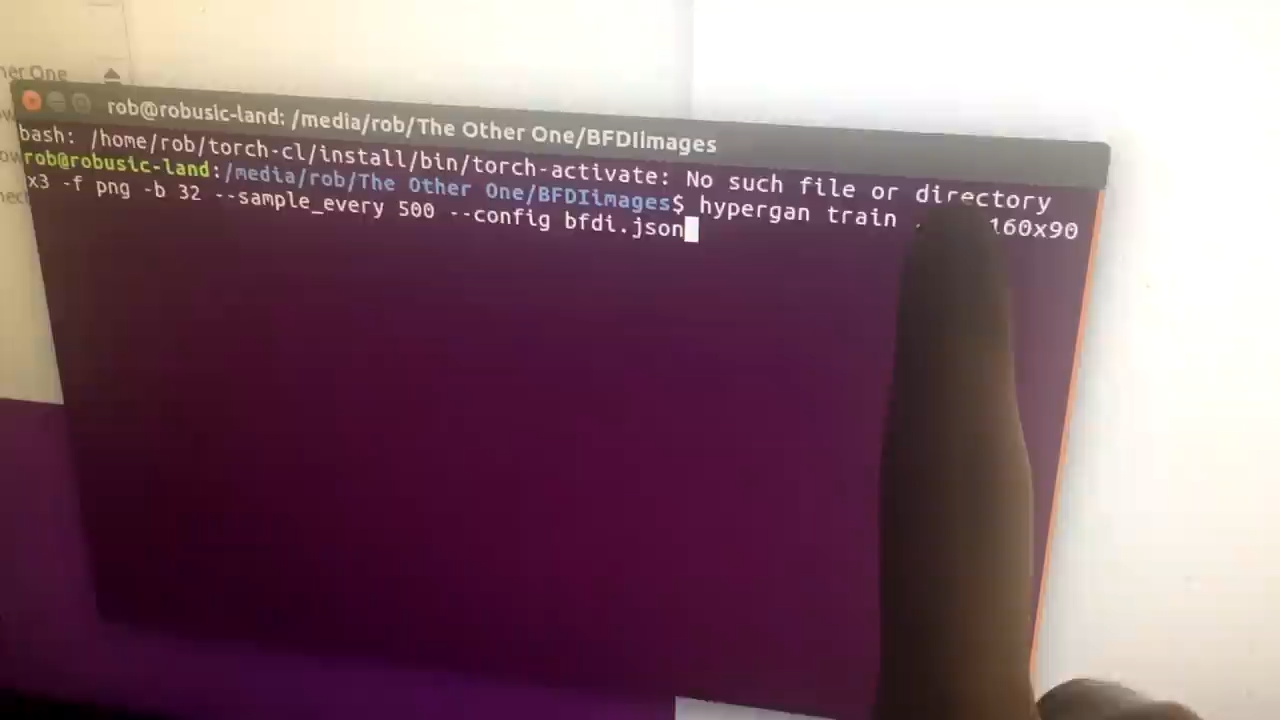 her One
rob@robusic-land: /media/rob/The Other One/BFDIimages
bash: /home/rob/torch-cl/install/bin/torch-activate: No such file or directory
rob@robusic-land:/media/rob/The Other One/BFDIimages$ hypergan train 160x90
x3 -f png -b 32 --sample_every 500 --config bfdi.json